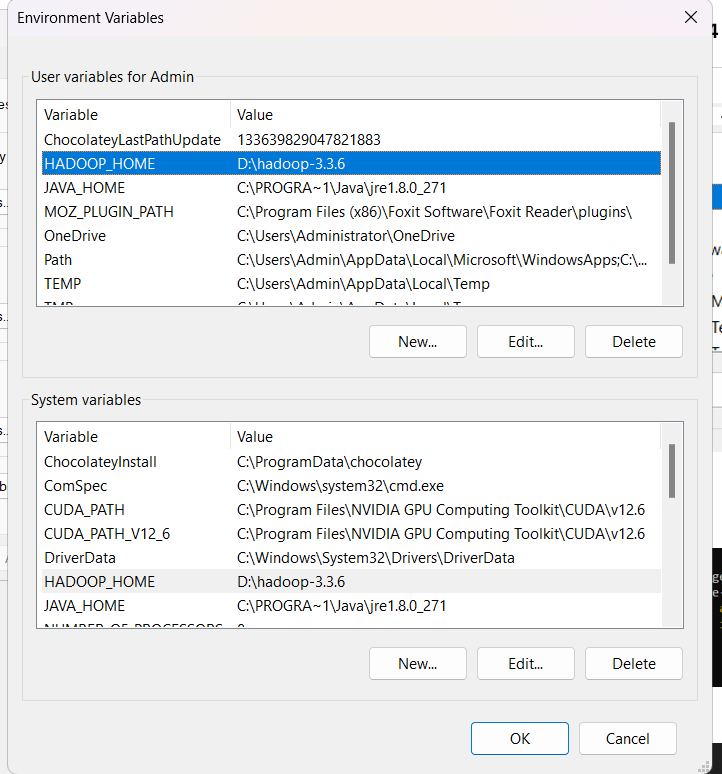 Environment Variables
User variables for Admin
Variable Value
ChocolateyLastPathUpdate 133639829047821883
HADOOP_HOME D:\hadoop-3.3.6
JAVA_HOME C:\PROGRA~1\Java\jre1.8.0_271
MOZ_PLUGIN_PATH C:\Program Files (x86)\Foxit Software\Foxit Reader\plugins\
OneDrive C:\Users\Administrator\OneDrive
Path C:\Users\Admin\AppData\Local\Microsoft\WindowsApps;C:\...
TEMP C:\Users\Admin\AppData\Local\Temp
New... Edit... Delete
System variables
Variable Value
ChocolateyInstall C:\ProgramData\chocolatey
ComSpec C:\Windows\system32\cmd.exe
CUDA_PATH C:\Program Files\NVIDIA GPU Computing Toolkit\CUDA\v12.6
CUDA_PATH_V12_6 C:\Program Files\NVIDIA GPU Computing Toolkit\CUDA\v12.6
DriverData C:\Windows\System32\Drivers\DriverData
HADOOP_HOME D:\hadoop-3.3.6
JAVA_HOME C:\PROGRA~1\Java\jre1.8.0_271
New... Edit... Delete
OK Cancel